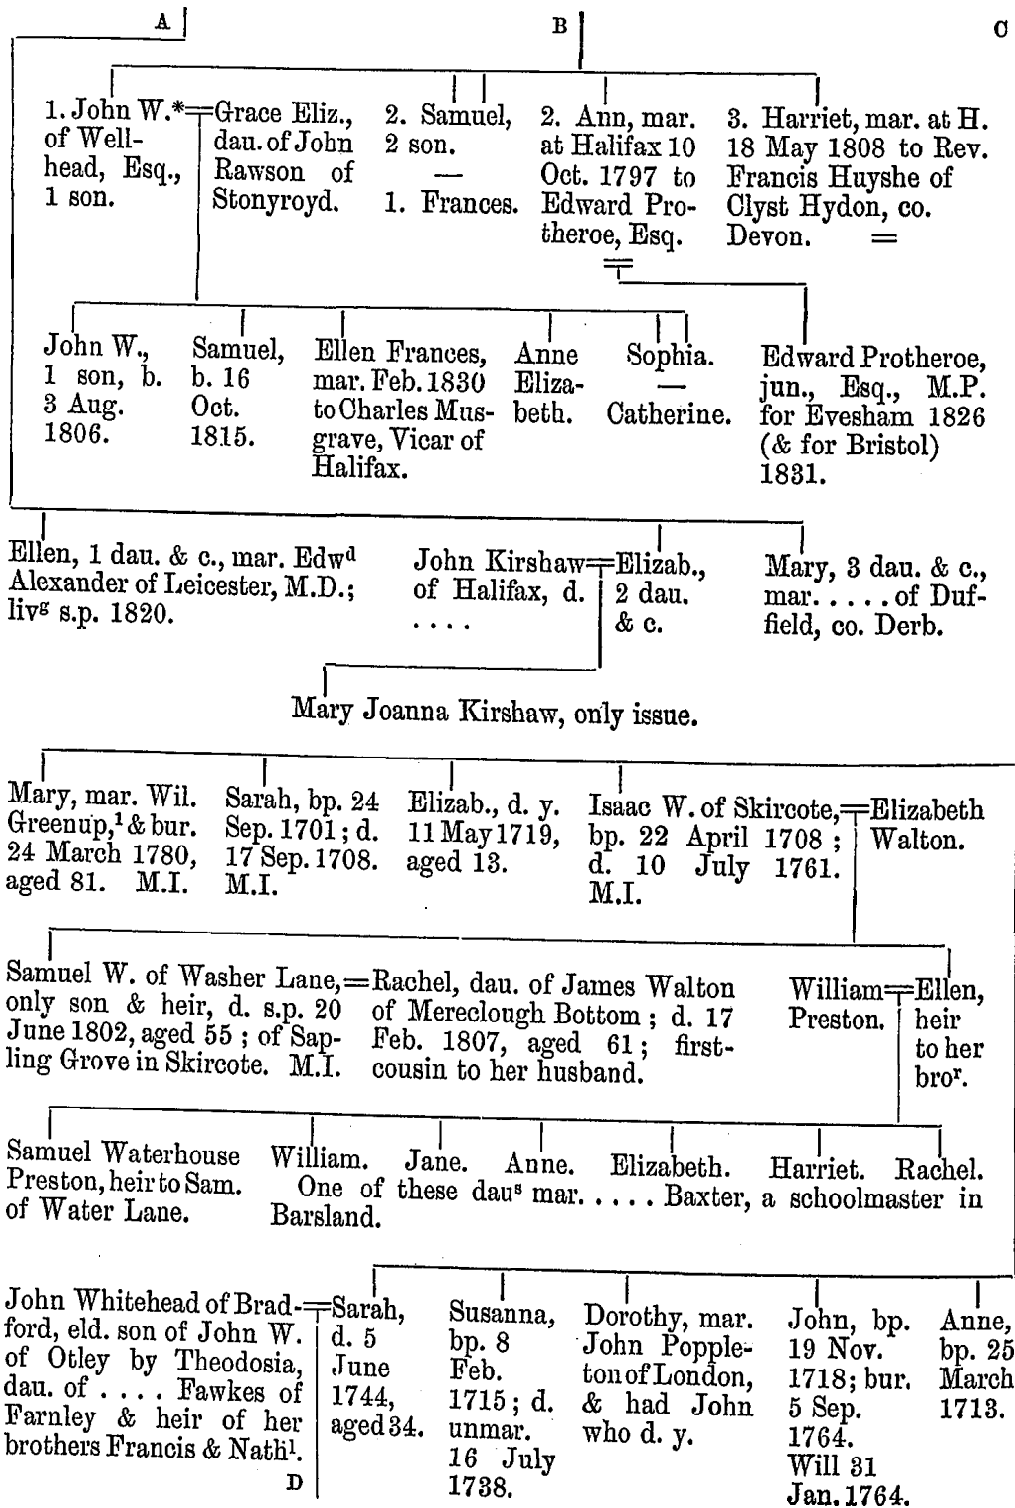 A B C
1. John W.*
of Well-
head, Esq.,
1 son.
Grace Eliz.,
dau. of John
Rawson of
Stonyroyd.
2. Samuel,
2 son.
—
1. Frances.
2. Ann, mar.
at Halifax 10
Oct. 1797 to
Edward Pro-
theroe, Esq.
3. Harriet, mar. at H.
18 May 1808 to Rev.
Francis Huyshe of
Clyst Hydon, co.
Devon. =
John W.,
1 son, b.
3 Aug.
1806.
Samuel,
b. 16
Oct.
1815.
Ellen Frances,
mar. Feb. 1830
to Charles Mus-
grave, Vicar of
Halifax.
Anne
Eliza-
beth.
Sophia.
—
Catherine.
Edward Protheroe,
jun., Esq., M.P.
for Evesham 1826
(& for Bristol)
1831.
Ellen, 1 dau. & c., mar. Edwᵈ
Alexander of Leicester, M.D.;
livᵍ s.p. 1820.
John Kirshaw
of Halifax, d.
. . . .
Elizab.,
2 dau.
& c.
Mary, 3 dau. & c.,
mar. . . . . of Duf-
field, co. Derb.
Mary Joanna Kirshaw, only issue.
Mary, mar. Wil.
Greenup,¹ & bur.
24 March 1780,
aged 81. M.I.
Sarah, bp. 24
Sep. 1701; d.
17 Sep. 1708.
M.I.
Elizab., d. y.
11 May 1719,
aged 13.
Isaac W. of Skircote,
bp. 22 April 1708;
d. 10 July 1761.
M.I.
Elizabeth
Walton.
Samuel W. of Washer Lane,
only son & heir, d. s.p. 20
June 1802, aged 55; of Sap-
ling Grove in Skircote. M.I.
=Rachel, dau. of James Walton
of Mereclough Bottom; d. 17
Feb. 1807, aged 61; first-
cousin to her husband.
William
Preston.
Ellen,
heir
to her
broʳ.
Samuel Waterhouse
Preston, heir to Sam.
of Water Lane.
William. Jane. Anne. Elizabeth. Harriet. Rachel.
One of these dauˢ mar. . . . . Baxter, a schoolmaster in
Barsland.
John Whitehead of Brad-
ford, eld. son of John W.
of Otley by Theodosia,
dau. of . . . . Fawkes of
Farnley & heir of her
brothers Francis & Nathˡ.
D
Sarah,
d. 5
June
1744,
aged 34.
Susanna,
bp. 8
Feb.
1715; d.
unmar.
16 July
1738.
Dorothy, mar.
John Popple-
ton of London,
& had John
who d. y.
John, bp.
19 Nov.
1718; bur.
5 Sep.
1764.
Will 31
Jan. 1764.
Anne,
bp. 25
March
1713.